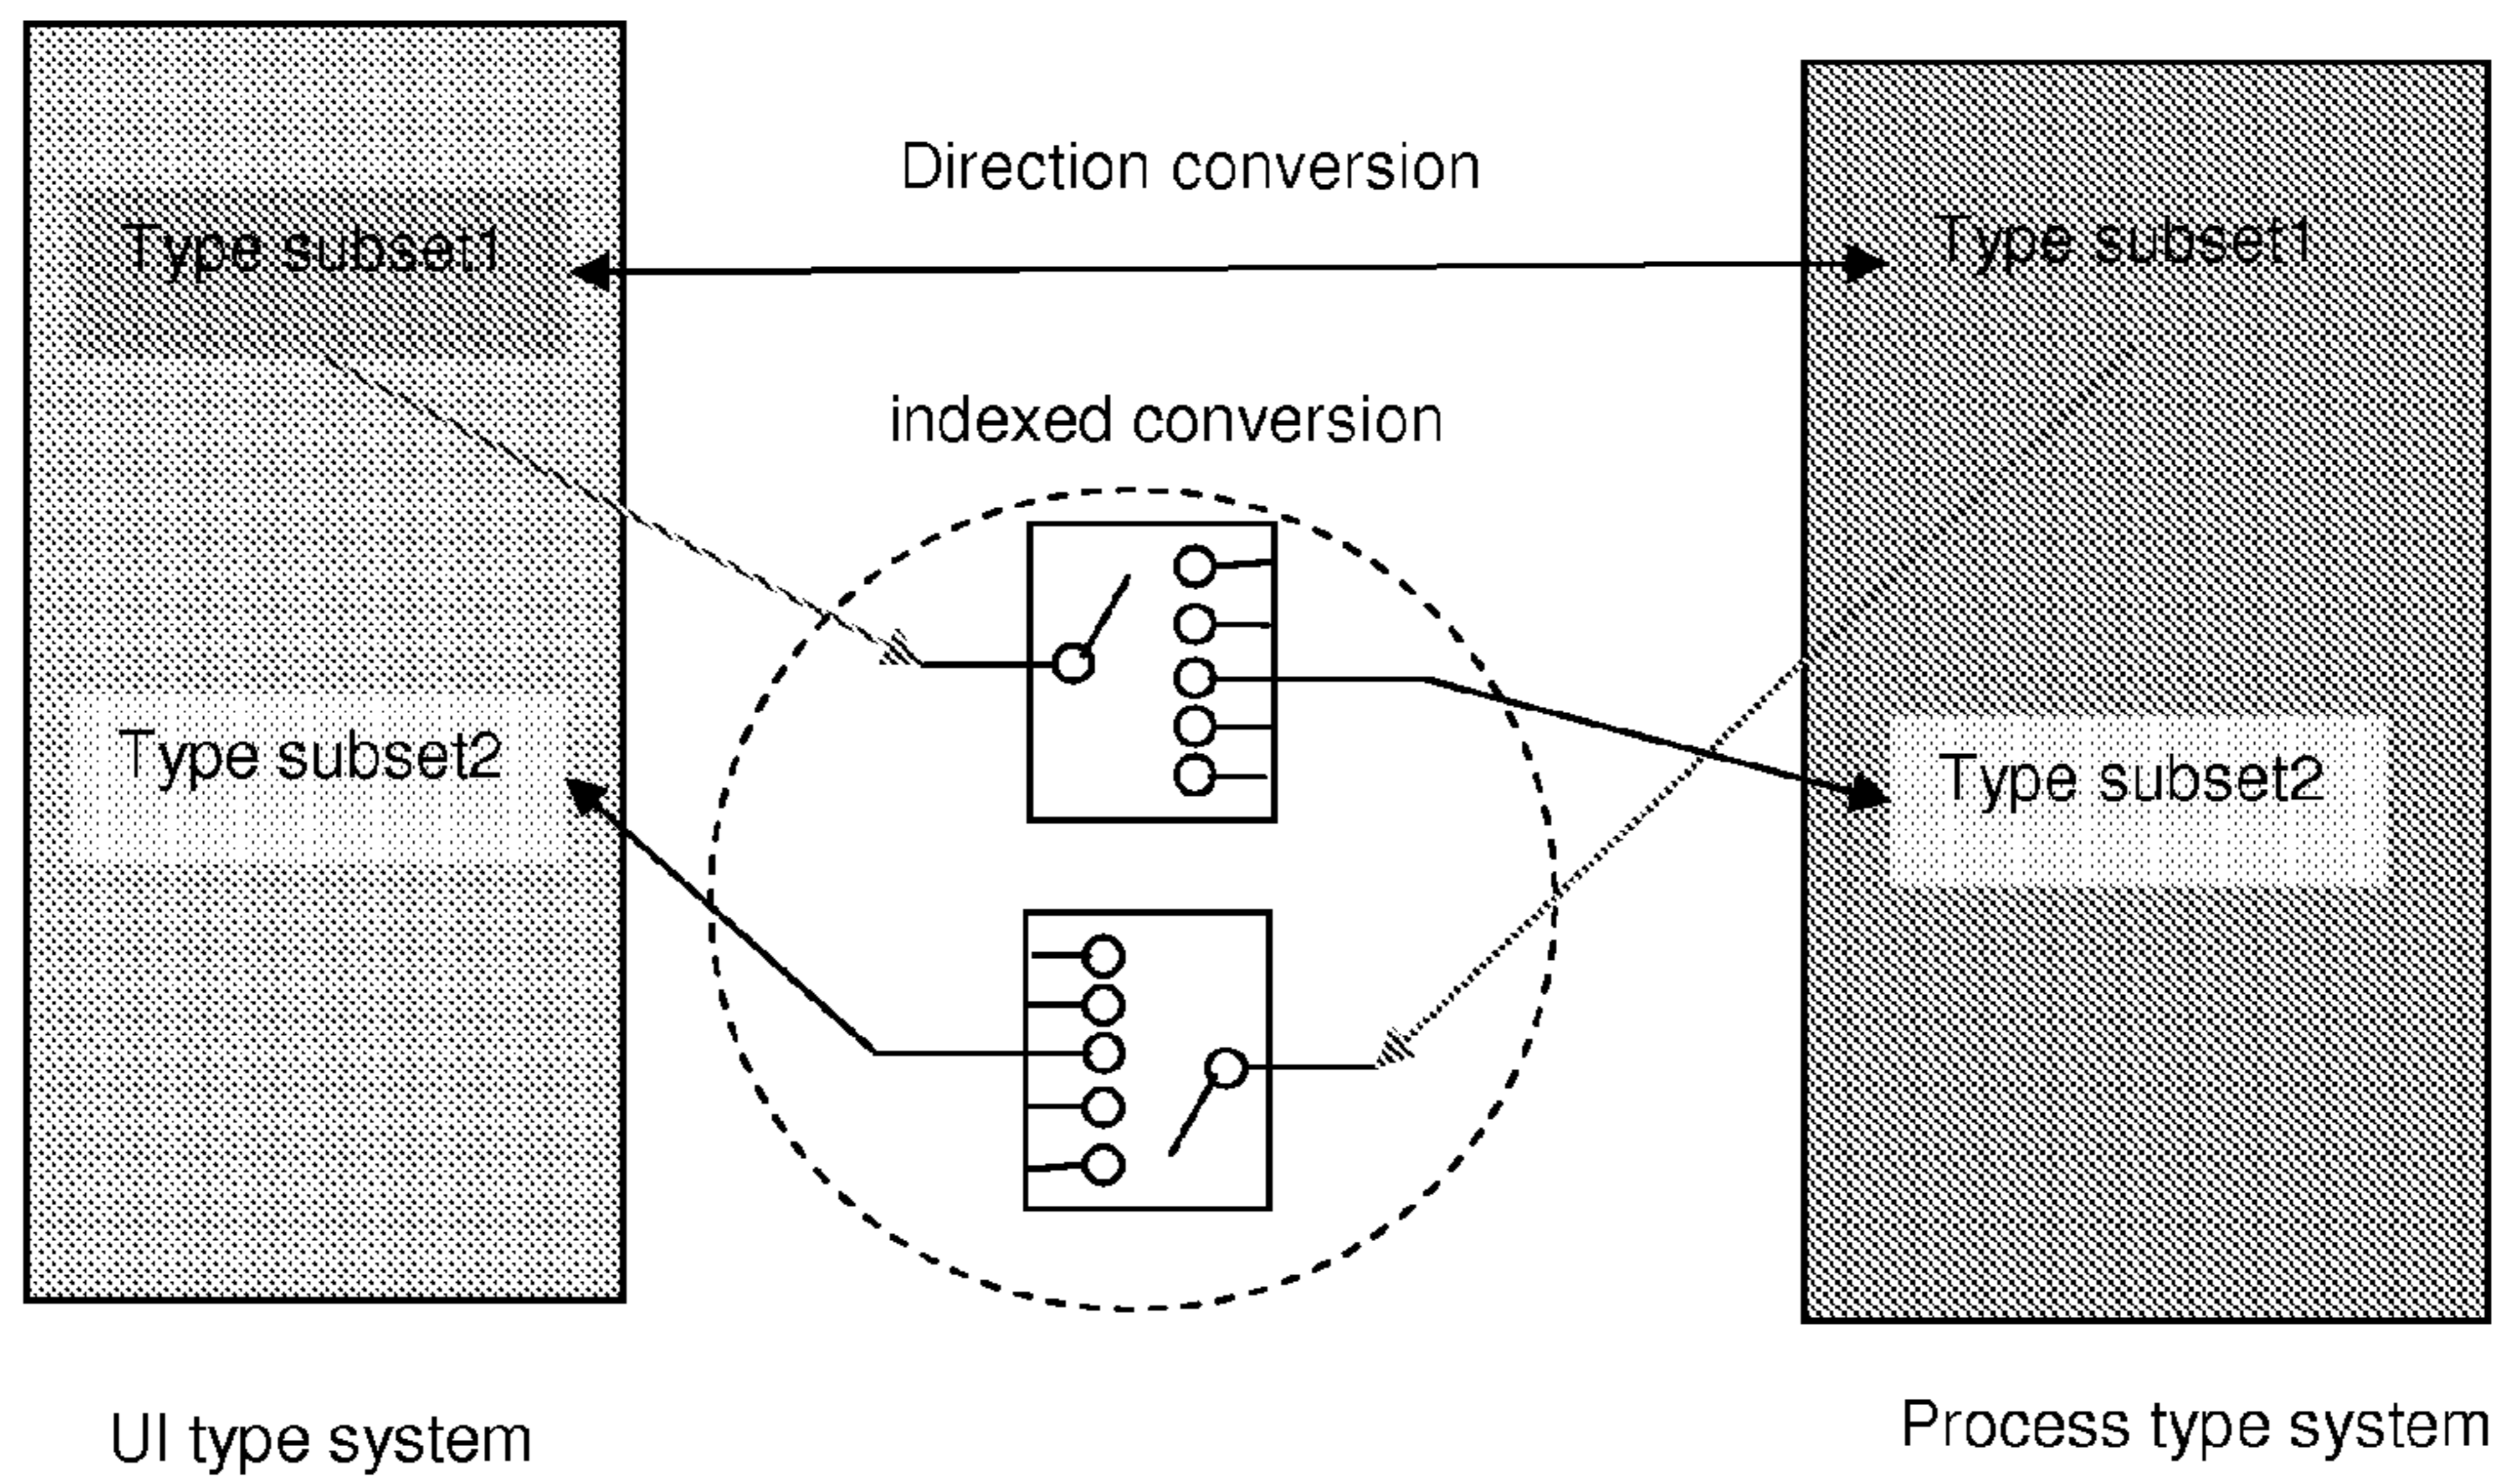 Direction conversion
Type subset1
Type subset1
indexed conversion
Type subset2
Type subset2
UI type system
Process type system